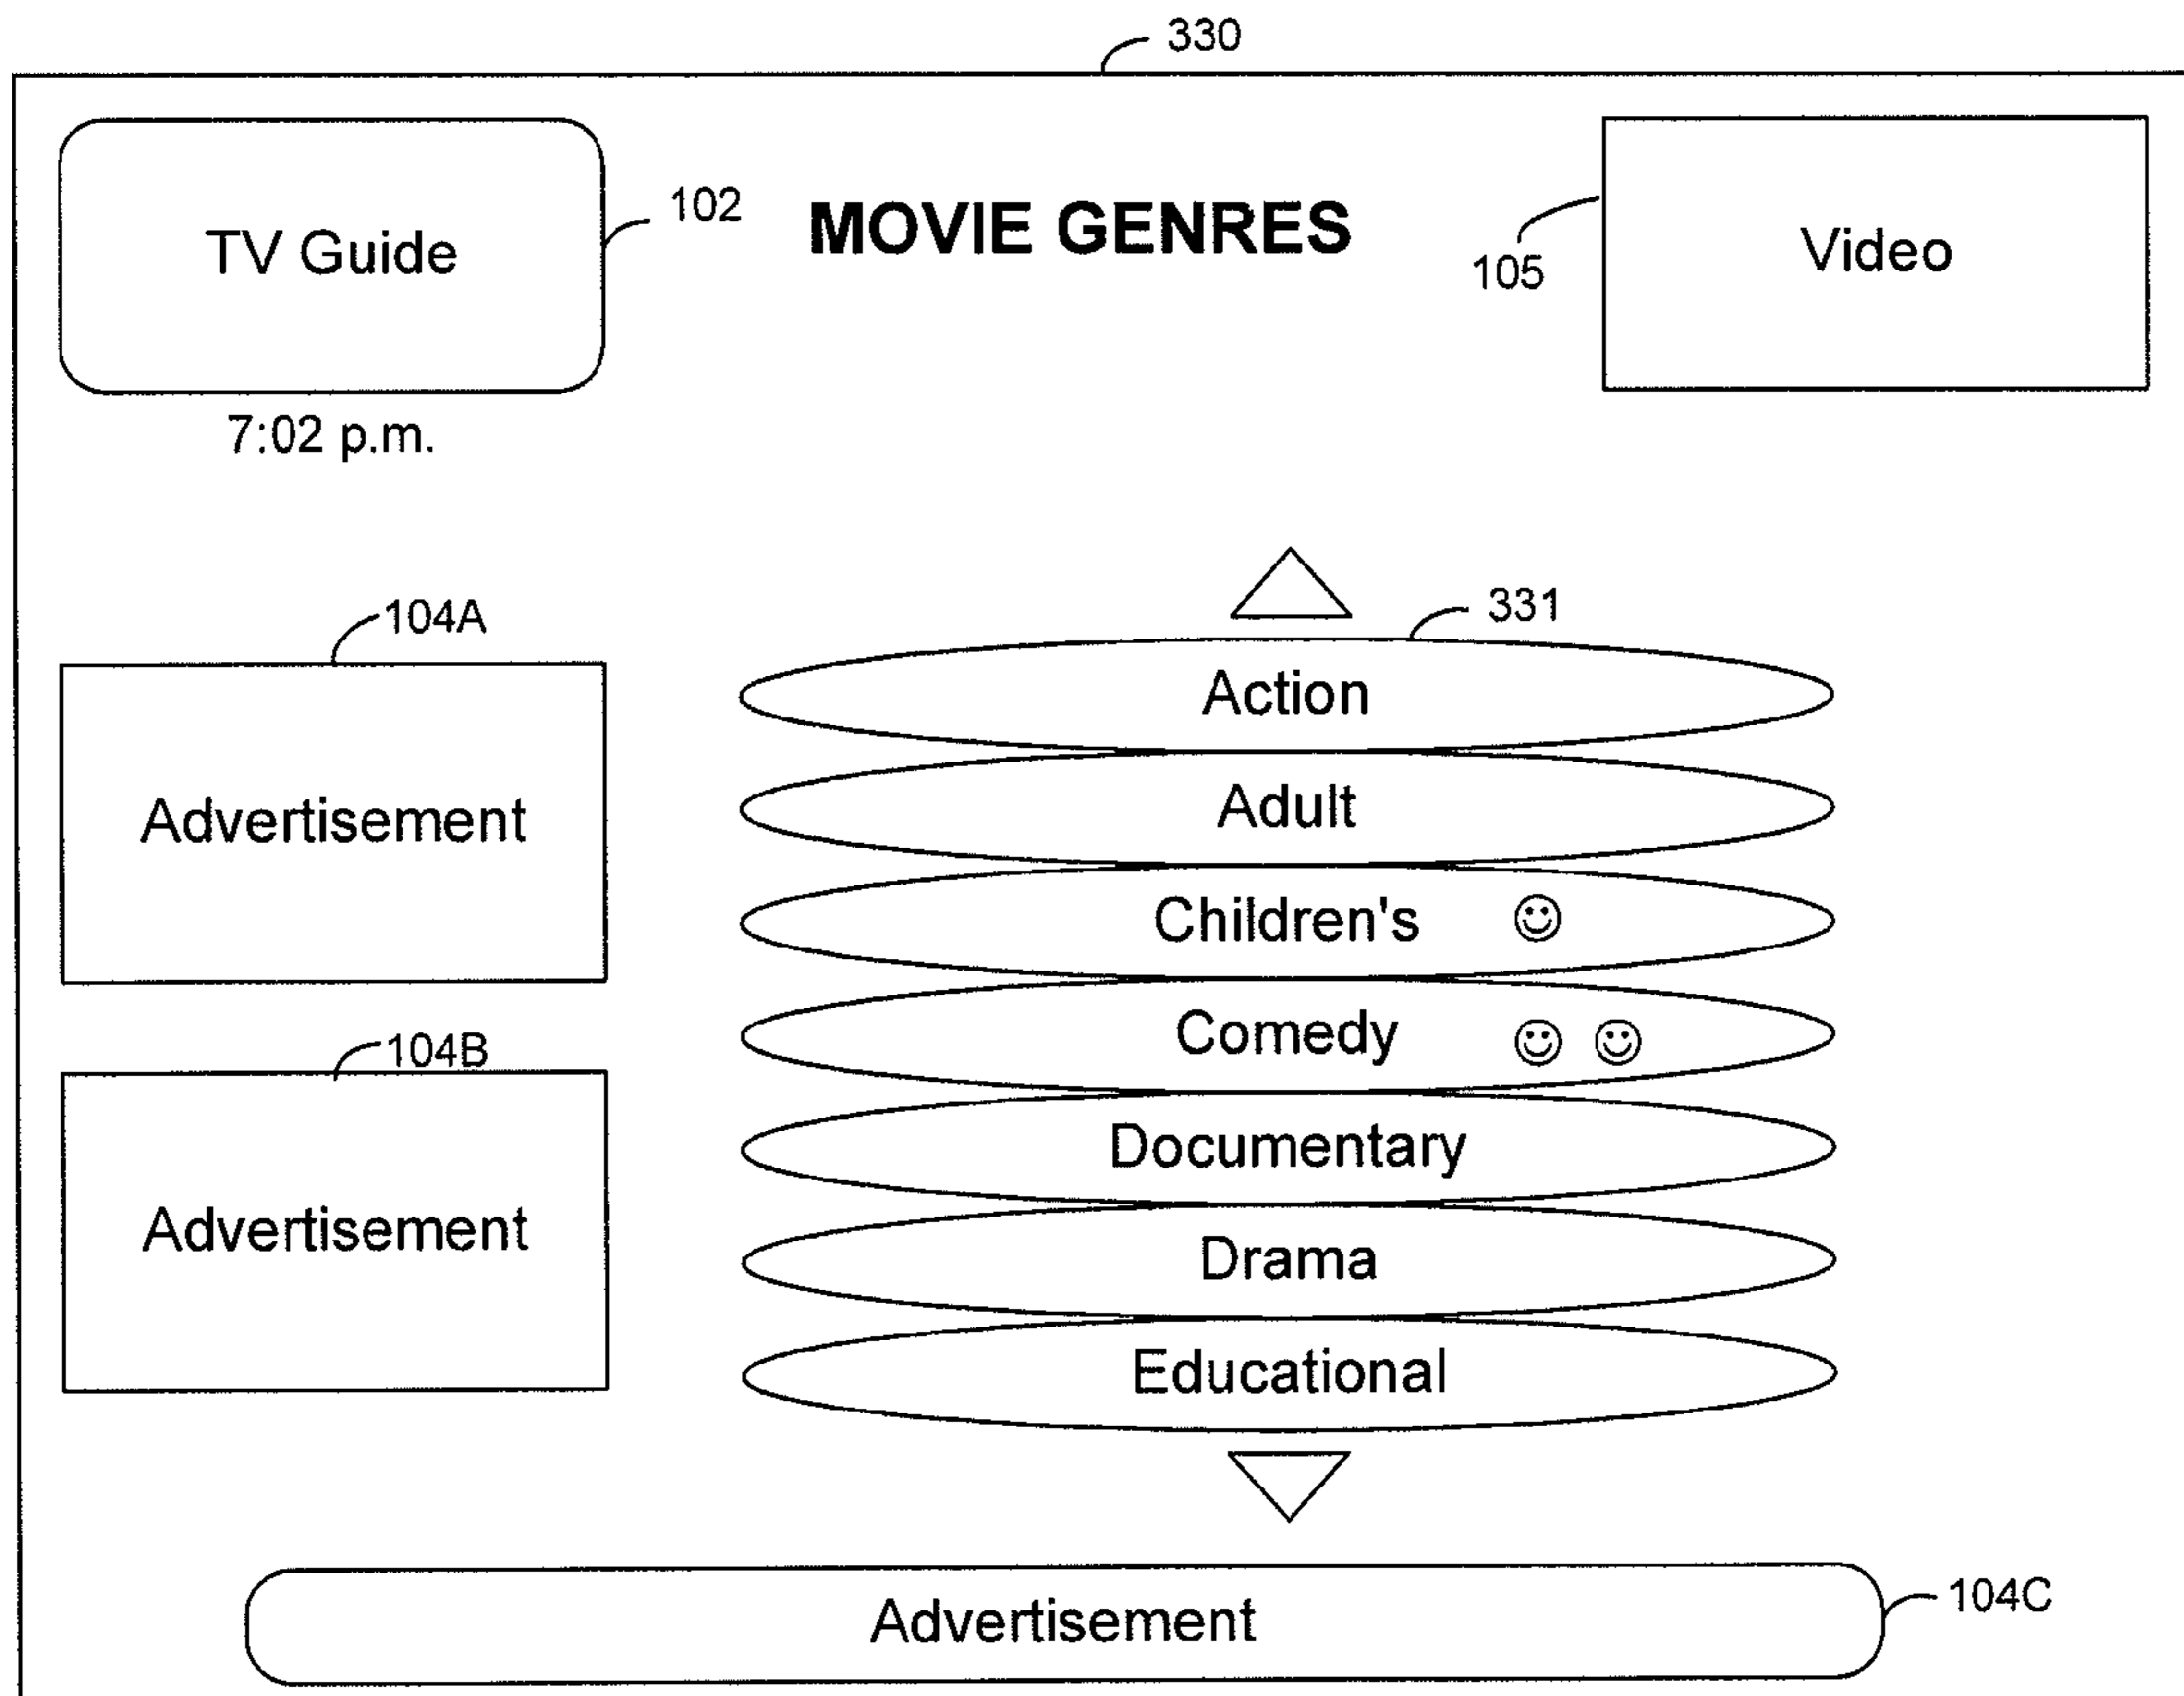 330
TV Guide
102
MOVIE GENRES
105
Video
7:02 p.m.
104A
Advertisement
331
Action
Adult
Children's
Comedy
104B
Advertisement
Documentary
Drama
Educational
Advertisement
104C